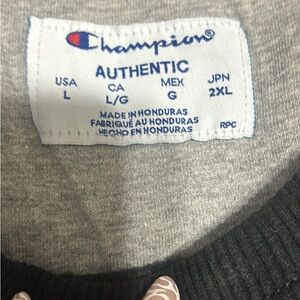 Champion®
AUTHENTIC
USA CA MEX JPN
L L/G G 2XL
MADE IN HONDURAS
FABRIQUÉ AU HONDURAS
HECHO EN HONDURAS
RPC